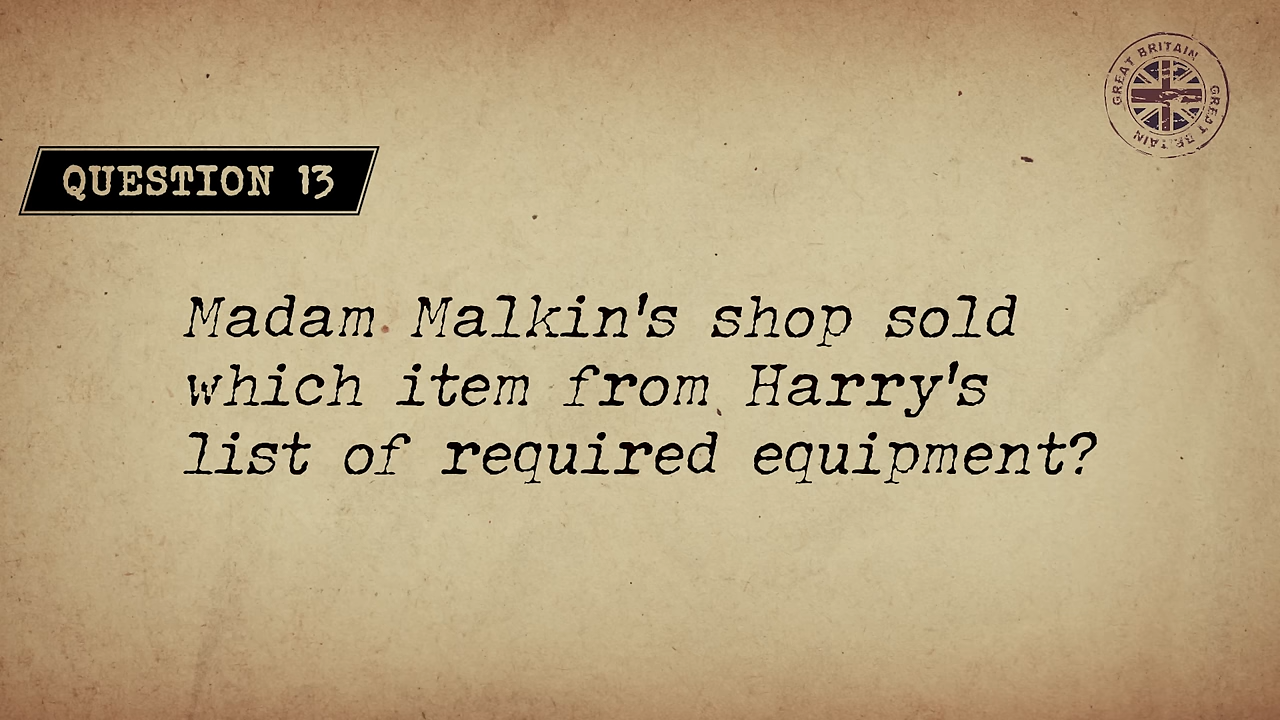 GREAT BRITAIN
GREAT BRITAIN
QUESTION 13
Madam Malkin's shop sold
which item from Harry's
list of required equipment?